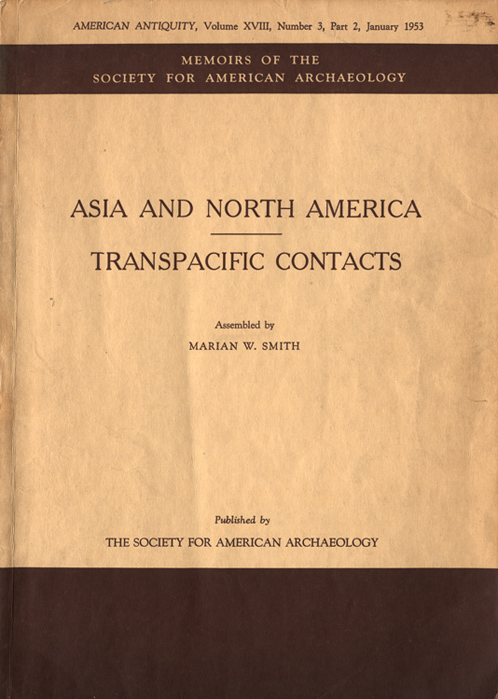 AMERICAN ANTIQUITY, Volume XVIII, Number 3, Part 2, January 1953
MEMOIRS OF THE
SOCIETY FOR AMERICAN ARCHAEOLOGY
ASIA AND NORTH AMERICA
TRANSPACIFIC CONTACTS
Assembled by
MARIAN W. SMITH
Published by
THE SOCIETY FOR AMERICAN ARCHAEOLOGY